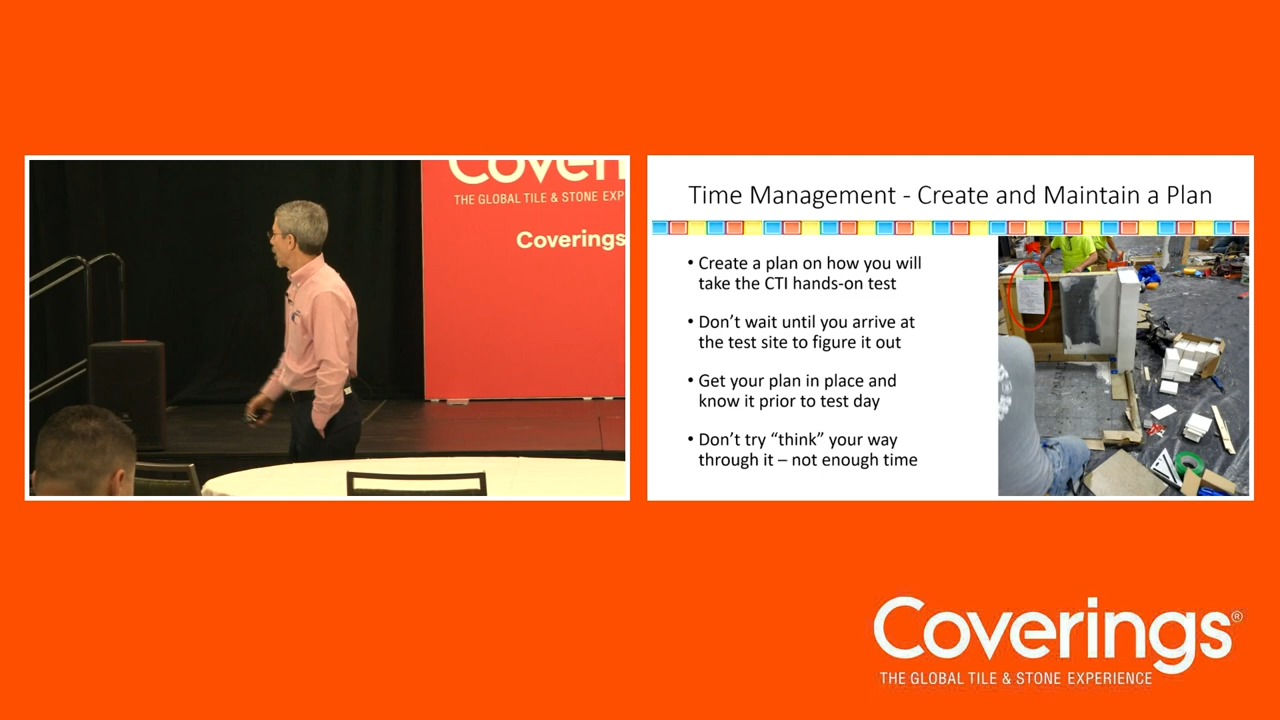 Coverin
THE GLOBAL TILE & STONE EXP
Coverings
Time Management - Create and Maintain a Plan
• Create a plan on how you will
take the CTI hands-on test
• Don’t wait until you arrive at
the test site to figure it out
• Get your plan in place and
know it prior to test day
• Don’t try “think” your way
through it – not enough time
Coverings®
THE GLOBAL TILE & STONE EXPERIENCE